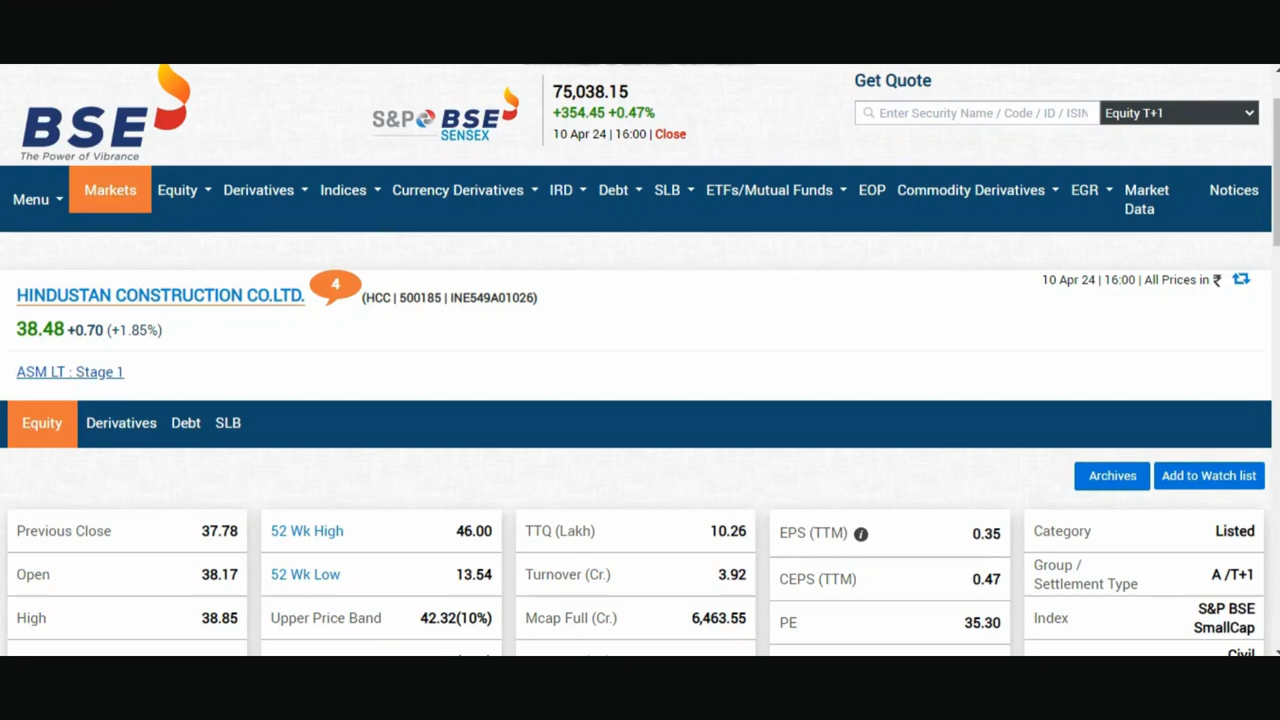 BSE
The Power of Vibrance
S&P BSE
SENSEX
75,038.15
+354.45 +0.47%
10 Apr 24 | 16:00 | Close
Get Quote
Enter Security Name / Code / ID / ISIN
Equity T+1
Menu
Markets
Equity
Derivatives
Indices
Currency Derivatives
IRD
Debt
SLB
ETFs/Mutual Funds
EOP
Commodity Derivatives
EGR
Market
Data
Notices
HINDUSTAN CONSTRUCTION CO.LTD.
4
(HCC | 500185 | INE549A01026)
10 Apr 24 | 16:00 | All Prices in ₹
38.48 +0.70 (+1.85%)
ASM LT : Stage 1
Equity
Derivatives
Debt
SLB
Archives
Add to Watch list
Previous Close 37.78
Open 38.17
High 38.85
52 Wk High 46.00
52 Wk Low 13.54
Upper Price Band 42.32(10%)
TTQ (Lakh) 10.26
Turnover (Cr.) 3.92
Mcap Full (Cr.) 6,463.55
EPS (TTM) 0.35
CEPS (TTM) 0.47
PE 35.30
Category Listed
Group /
Settlement Type A /T+1
Index S&P BSE
SmallCap
Civil